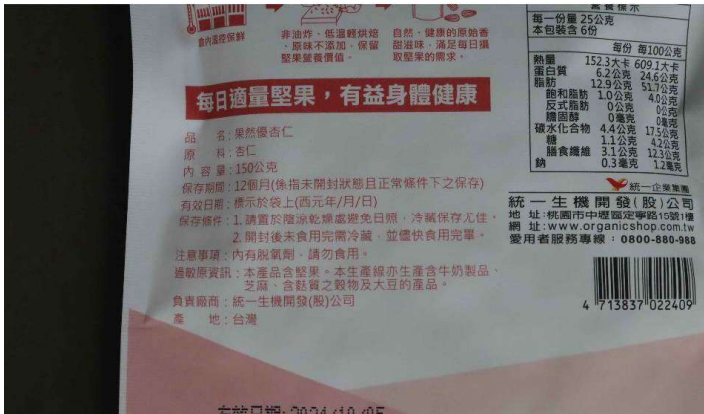 室內溫控保鮮
非油炸、低溫輕烘焙
、原味不添加，保留
堅果營養價值。
自然、健康的原始香
甜滋味，滿足每日攝
取堅果的需求。
每日適量堅果，有益身體健康
品　名：果然優杏仁
原　料：杏仁
內 容 量：150公克
保存期間：12個月(係指未開封狀態且正常條件下之保存)
有效日期：標示於袋上(西元年/月/日)
保存條件：1. 請置於陰涼乾燥處避免日照，冷藏保存尤佳。
2. 開封後未食用完需冷藏，並儘快食用完畢。
注意事項：內有脫氧劑，請勿食用。
過敏原資訊：本產品含堅果。本生產線亦生產含牛奶製品、
芝麻、含麩質之穀物及大豆的產品。
負責廠商：統一生機開發(股)公司
產　地：台灣
營養標示
每一份量 25公克
本包裝含 6份
每份 每100公克
熱量 152.3大卡 609.1大卡
蛋白質 6.2公克 24.6公克
脂肪 12.9公克 51.7公克
飽和脂肪 1.0公克 4.0公克
反式脂肪 0公克 0公克
膽固醇 0毫克 0毫克
碳水化合物 4.4公克 17.5公克
糖 1.1公克 4.2公克
膳食纖維 3.1公克 12.3公克
鈉 0.3毫克 1.2毫克
統一企業集團
統一生機開發(股)公司
地 址：桃園市中壢區定寧路15號1樓
網 址：www.organicshop.com.tw
愛用者服務專線：0800-880-988
4 713837 022409
有效日期：2024/10/05